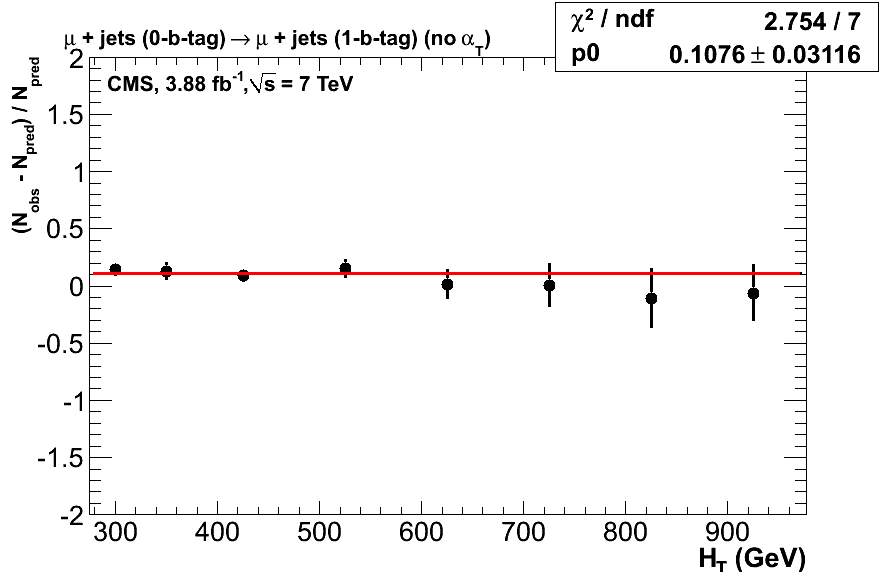 χ² / ndf 2.754 / 7
p0 0.1076 ± 0.03116
μ + jets (0-b-tag) → μ + jets (1-b-tag) (no α_T)
CMS, 3.88 fb⁻¹, √s = 7 TeV
(N_obs - N_pred) / N_pred
2
1.5
1
0.5
0
-0.5
-1
-1.5
-2
300 400 500 600 700 800 900
H_T (GeV)